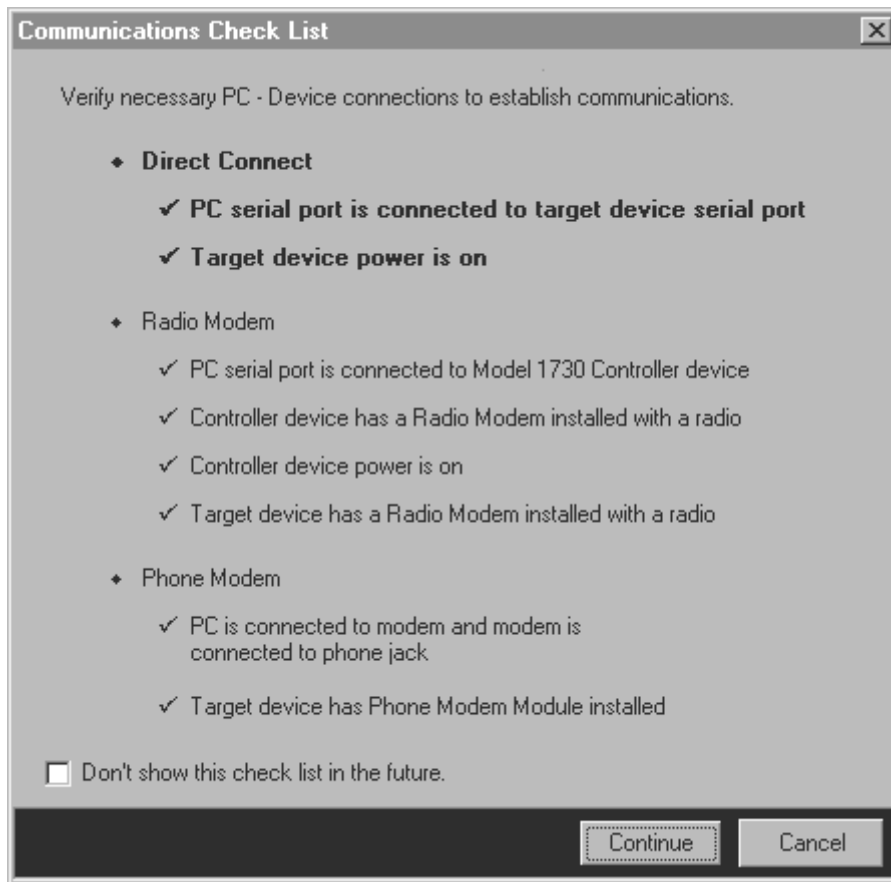 Communications Check List
Verify necessary PC - Device connections to establish communications.
Direct Connect
PC serial port is connected to target device serial port
Target device power is on
Radio Modem
PC serial port is connected to Model 1730 Controller device
Controller device has a Radio Modem installed with a radio
Controller device power is on
Target device has a Radio Modem installed with a radio
Phone Modem
PC is connected to modem and modem is
connected to phone jack
Target device has Phone Modem Module installed
Don't show this check list in the future.
Continue
Cancel